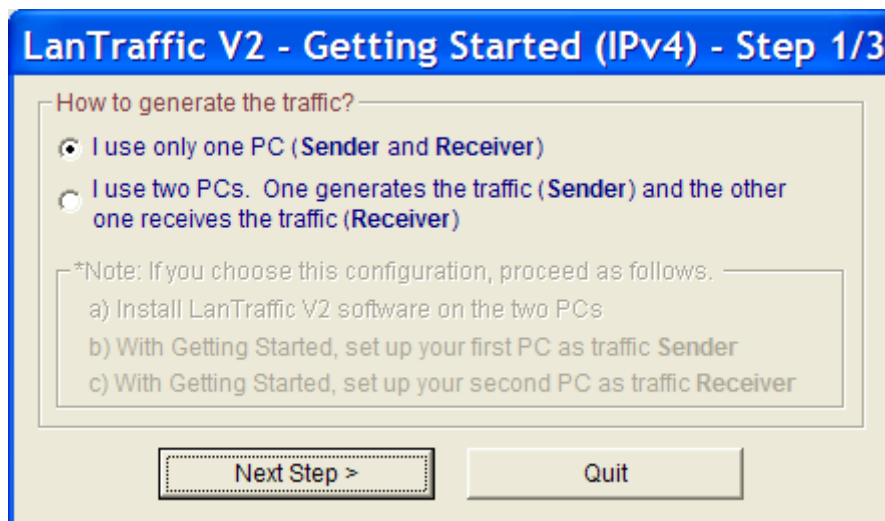 LanTraffic V2 - Getting Started (IPv4) - Step 1/3
How to generate the traffic?
I use only one PC (Sender and Receiver)
I use two PCs. One generates the traffic (Sender) and the other
one receives the traffic (Receiver)
*Note: If you choose this configuration, proceed as follows.
a) Install LanTraffic V2 software on the two PCs
b) With Getting Started, set up your first PC as traffic Sender
c) With Getting Started, set up your second PC as traffic Receiver
Next Step >
Quit